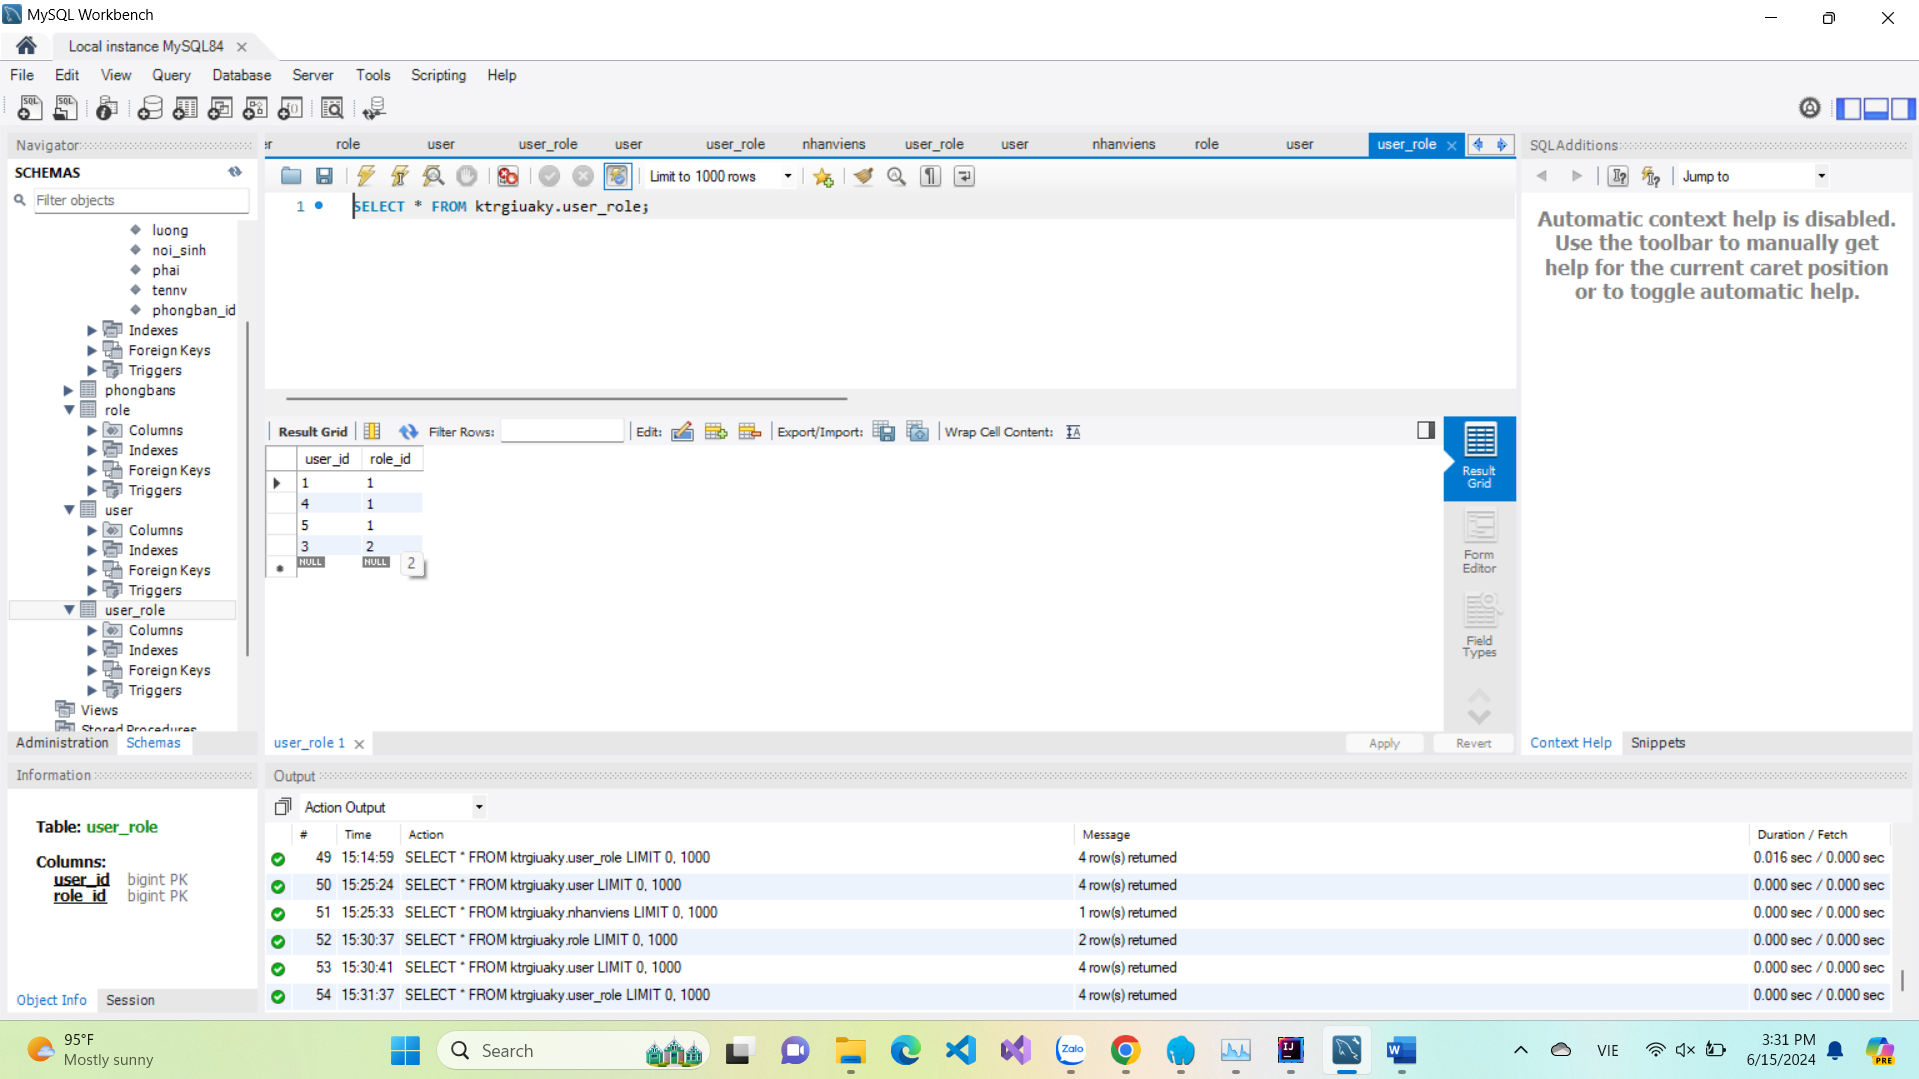 MySQL Workbench
Local instance MySQL84
File Edit View Query Database Server Tools Scripting Help
Navigator
SCHEMAS
Filter objects
luong
noi_sinh
phai
tennv
phongban_id
Indexes
Foreign Keys
Triggers
phongbans
role
Columns
Indexes
Foreign Keys
Triggers
user
Columns
Indexes
Foreign Keys
Triggers
user_role
Columns
Indexes
Foreign Keys
Triggers
Views
Stored Procedures
Administration Schemas
Information
Table: user_role
Columns:
user_id bigint PK
role_id bigint PK
Object Info Session
er role user user_role user user_role nhanviens user_role user nhanviens role user user_role
Limit to 1000 rows
1 SELECT * FROM ktrgiuaky.user_role;
Result Grid Filter Rows: Edit: Export/Import: Wrap Cell Content:
user_id role_id
1 1
4 1
5 1
3 2
NULL NULL
2
Result Grid
Form Editor
Field Types
user_role 1
Apply Revert
SQLAdditions
Jump to
Automatic context help is disabled.
Use the toolbar to manually get
help for the current caret position
or to toggle automatic help.
Context Help Snippets
Output
Action Output
# Time Action Message Duration / Fetch
49 15:14:59 SELECT * FROM ktrgiuaky.user_role LIMIT 0, 1000 4 row(s) returned 0.016 sec / 0.000 sec
50 15:25:24 SELECT * FROM ktrgiuaky.user LIMIT 0, 1000 4 row(s) returned 0.000 sec / 0.000 sec
51 15:25:33 SELECT * FROM ktrgiuaky.nhanviens LIMIT 0, 1000 1 row(s) returned 0.000 sec / 0.000 sec
52 15:30:37 SELECT * FROM ktrgiuaky.role LIMIT 0, 1000 2 row(s) returned 0.000 sec / 0.000 sec
53 15:30:41 SELECT * FROM ktrgiuaky.user LIMIT 0, 1000 4 row(s) returned 0.000 sec / 0.000 sec
54 15:31:37 SELECT * FROM ktrgiuaky.user_role LIMIT 0, 1000 4 row(s) returned 0.000 sec / 0.000 sec
95°F
Mostly sunny
Search
Zalo
VIE
3:31 PM
6/15/2024
PRE